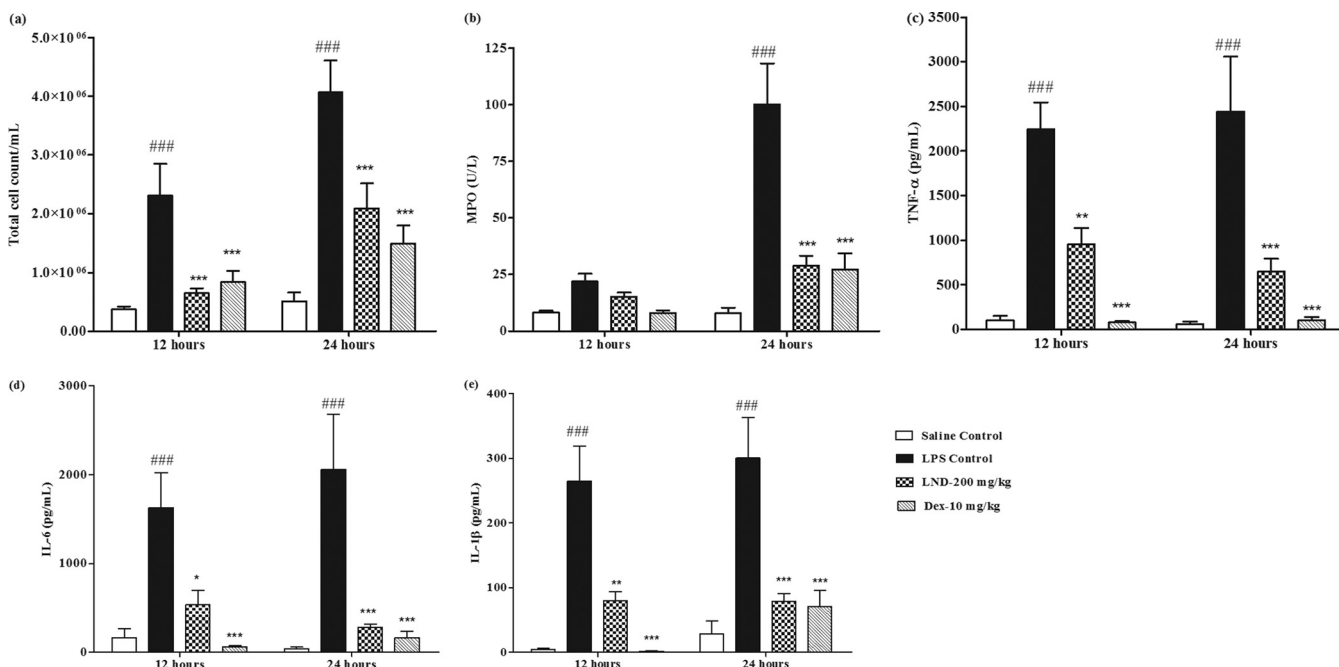 (a)
Total cell count/mL
5.0×10⁰⁶
4.0×10⁰⁶
3.0×10⁰⁶
2.0×10⁰⁶
1.0×10⁰⁶
0.00
###
***
***
###
***
***
12 hours
24 hours
(b)
MPO (U/L)
125
100
75
50
25
0
###
***
***
12 hours
24 hours
(c)
TNF-α (pg/mL)
3500
3000
2500
2000
1500
1000
500
0
###
**
***
###
***
***
12 hours
24 hours
(d)
IL-6 (pg/mL)
3000
2000
1000
0
###
*
***
###
***
***
12 hours
24 hours
(e)
IL-1β (pg/mL)
400
300
200
100
0
###
**
***
###
***
***
12 hours
24 hours
Saline Control
LPS Control
LND-200 mg/kg
Dex-10 mg/kg